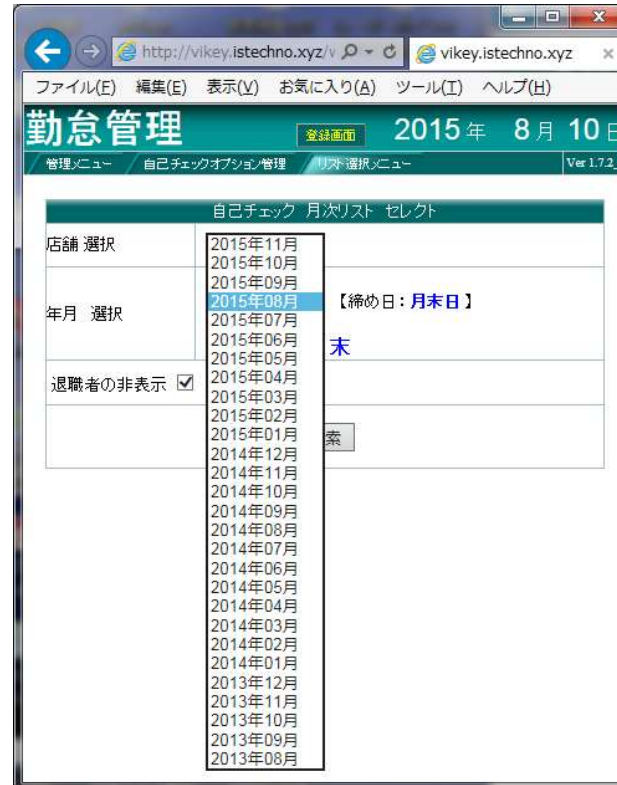 http://vikey.istechno.xyz/v
vikey.istechno.xyz
ファイル(F) 編集(E) 表示(V) お気に入り(A) ツール(T) ヘルプ(H)
勤怠管理 登録画面 2015年 8月 10日
管理メニュー 自己チェックオプション管理 リスト選択メニュー Ver 1.7.2_
自己チェック 月次リスト セレクト
店舗 選択
年月 選択
【締め日:月末日】
末
退職者の非表示
索
2015年11月
2015年10月
2015年09月
2015年08月
2015年07月
2015年06月
2015年05月
2015年04月
2015年03月
2015年02月
2015年01月
2014年12月
2014年11月
2014年10月
2014年09月
2014年08月
2014年07月
2014年06月
2014年05月
2014年04月
2014年03月
2014年02月
2014年01月
2013年12月
2013年11月
2013年10月
2013年09月
2013年08月